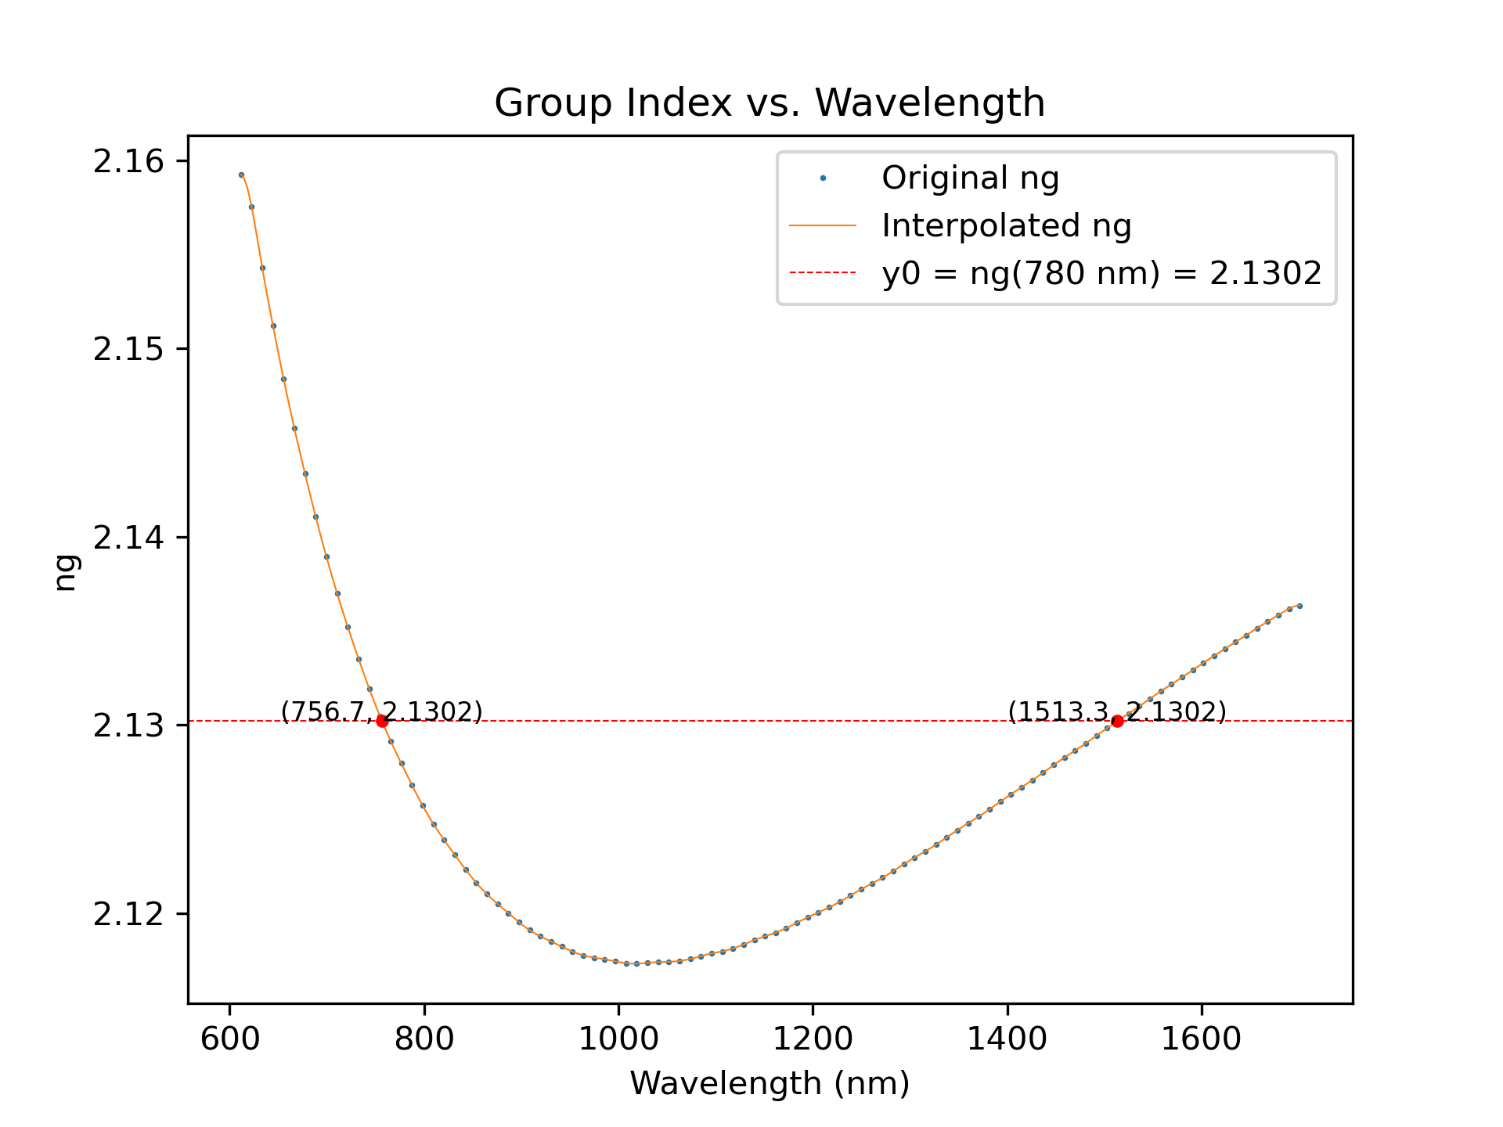 Group Index vs. Wavelength
2.16
2.15
2.14
2.13
2.12
ng
Original ng
Interpolated ng
y0 = ng(780 nm) = 2.1302
(756.7, 2.1302)
(1513.3, 2.1302)
600 800 1000 1200 1400 1600
Wavelength (nm)